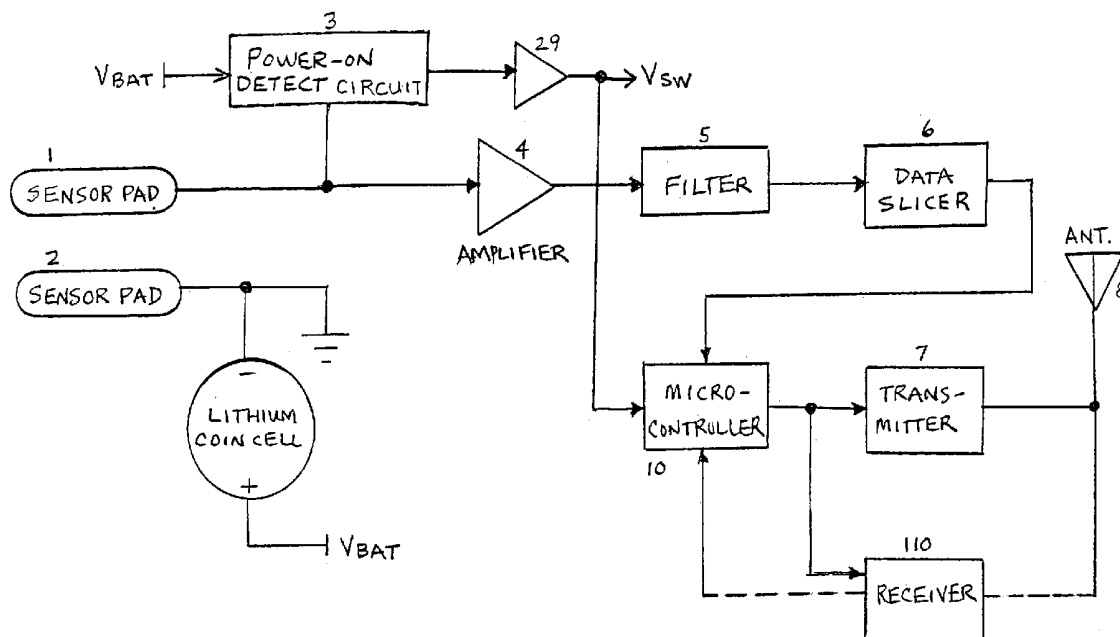 3
29
VBAT
POWER-ON
DETECT CIRCUIT
VSW
1
SENSOR PAD
4
AMPLIFIER
5
FILTER
6
DATA
SLICER
ANT.
8
2
SENSOR PAD
-
LITHIUM
COIN CELL
+
VBAT
MICRO-
CONTROLLER
10
7
TRANS-
MITTER
110
RECEIVER